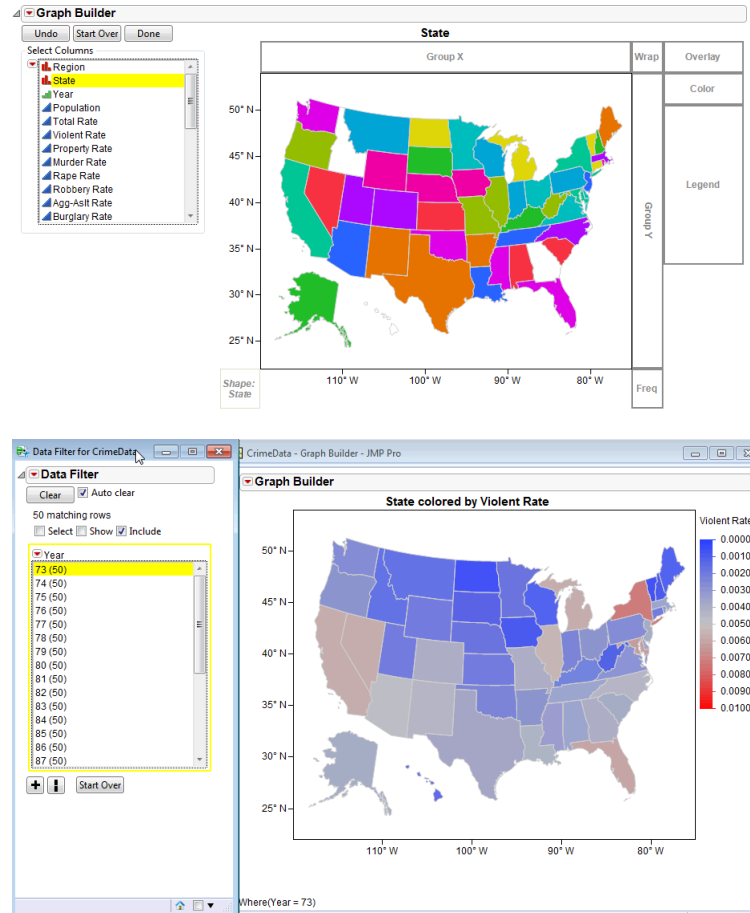 Graph Builder
Undo Start Over Done
Select Columns
Region
State
Year
Population
Total Rate
Violent Rate
Property Rate
Murder Rate
Rape Rate
Robbery Rate
Agg-Aslt Rate
Burglary Rate
State
Group X
Wrap
Overlay
Color
Legend
Group Y
50° N
45° N
40° N
35° N
30° N
25° N
110° W 100° W 90° W 80° W
Shape:
State
Freq
Data Filter for CrimeData
Data Filter
Clear Auto clear
50 matching rows
Select Show Include
Year
73 (50)
74 (50)
75 (50)
76 (50)
77 (50)
78 (50)
79 (50)
80 (50)
81 (50)
82 (50)
83 (50)
84 (50)
85 (50)
86 (50)
87 (50)
Start Over
CrimeData - Graph Builder - JMP Pro
Graph Builder
State colored by Violent Rate
Violent Rate
0.0000
0.0010
0.0020
0.0030
0.0040
0.0050
0.0060
0.0070
0.0080
0.0090
0.0100
50° N
45° N
40° N
35° N
30° N
25° N
110° W 100° W 90° W 80° W
Where(Year = 73)